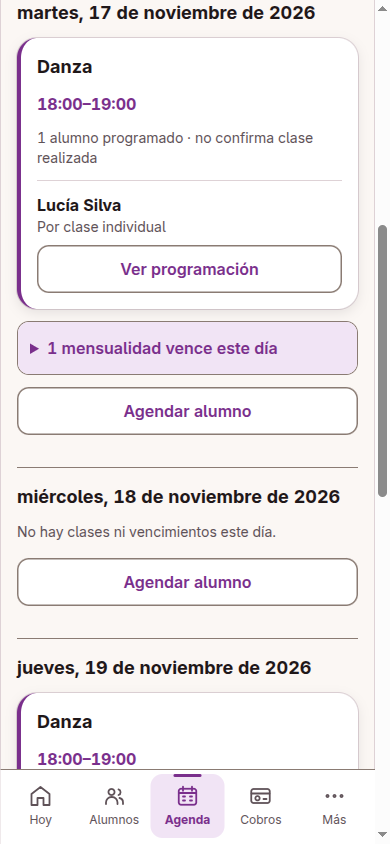 martes, 17 de noviembre de 2026
Danza
18:00–19:00
1 alumno programado · no confirma clase
realizada
Lucía Silva
Por clase individual
Ver programación
1 mensualidad vence este día
Agendar alumno
miércoles, 18 de noviembre de 2026
No hay clases ni vencimientos este día.
Agendar alumno
jueves, 19 de noviembre de 2026
Danza
18:00–19:00
Hoy
Alumnos
Agenda
Cobros
Más